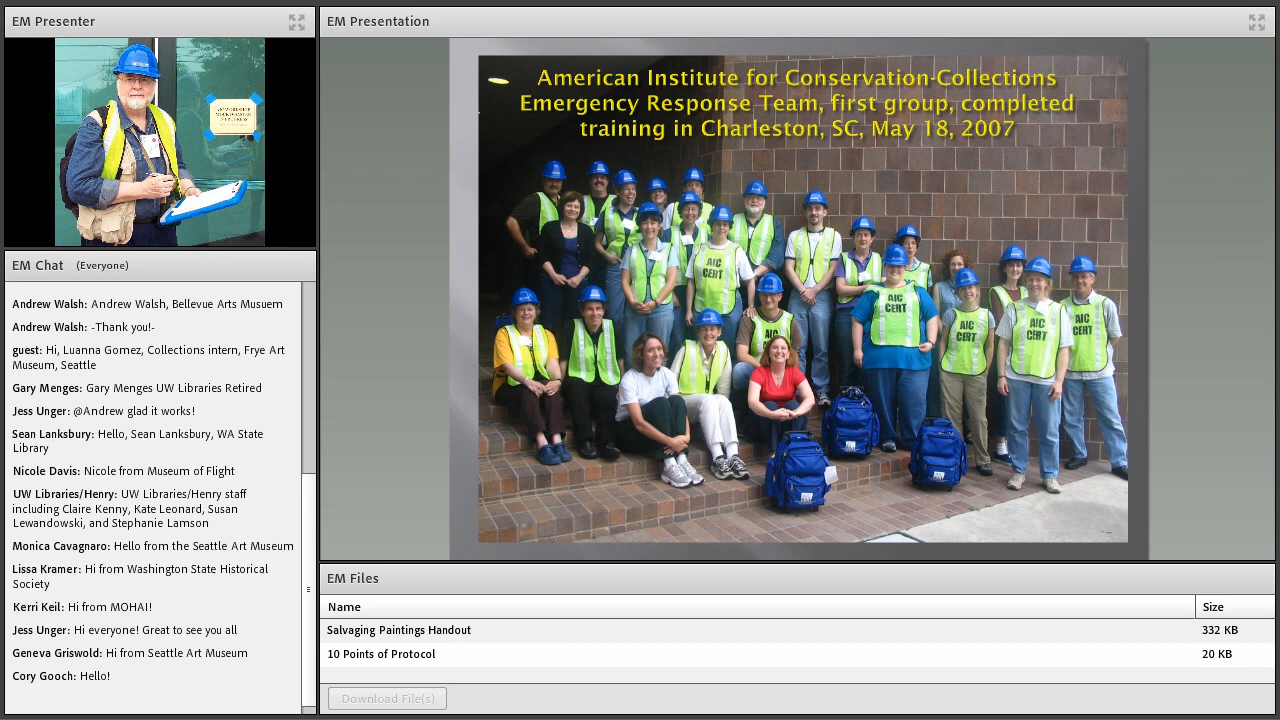 EM Presenter
EM Chat (Everyone)
Andrew Walsh: Andrew Walsh, Bellevue Arts Musuem
Andrew Walsh: -Thank you!-
guest: Hi, Luanna Gomez, Collections intern, Frye Art
Museum, Seattle
Gary Menges: Gary Menges UW Libraries Retired
Jess Unger: @Andrew glad it works!
Sean Lanksbury: Hello, Sean Lanksbury, WA State
Library
Nicole Davis: Nicole from Museum of Flight
UW Libraries/Henry: UW Libraries/Henry staff
including Claire Kenny, Kate Leonard, Susan
Lewandowski, and Stephanie Lamson
Monica Cavagnaro: Hello from the Seattle Art Museum
Lissa Kramer: Hi from Washington State Historical
Society
Kerri Keil: Hi from MOHAI!
Jess Unger: Hi everyone! Great to see you all
Geneva Griswold: Hi from Seattle Art Museum
Cory Gooch: Hello!
EM Presentation
American Institute for Conservation-Collections
Emergency Response Team, first group, completed
training in Charleston, SC, May 18, 2007
AIC
CERT
AIC
CERT
AIC
CERT
AIC
CERT
AIC
CERT
EM Files
Name Size
Salvaging Paintings Handout 332 KB
10 Points of Protocol 20 KB
Download File(s)